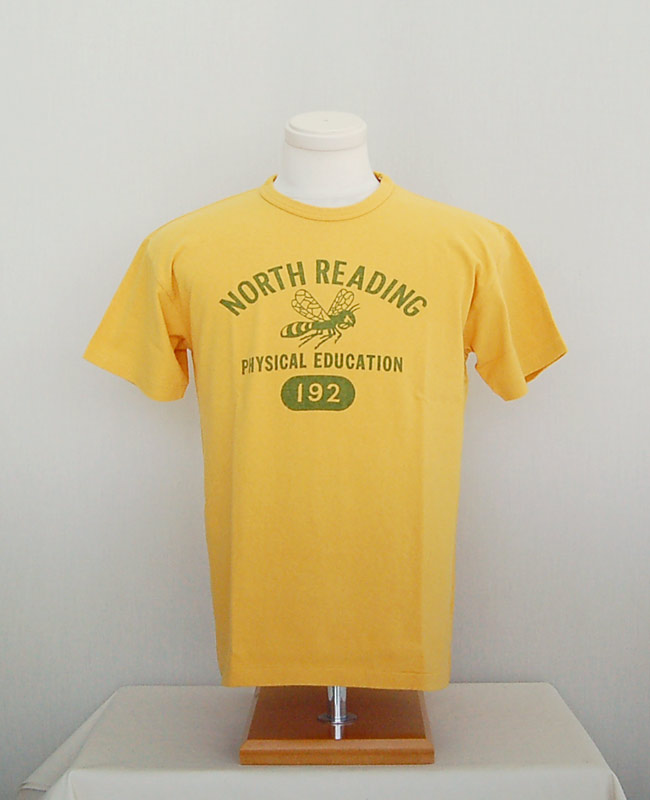 NORTH READING
PHYSICAL EDUCATION
192